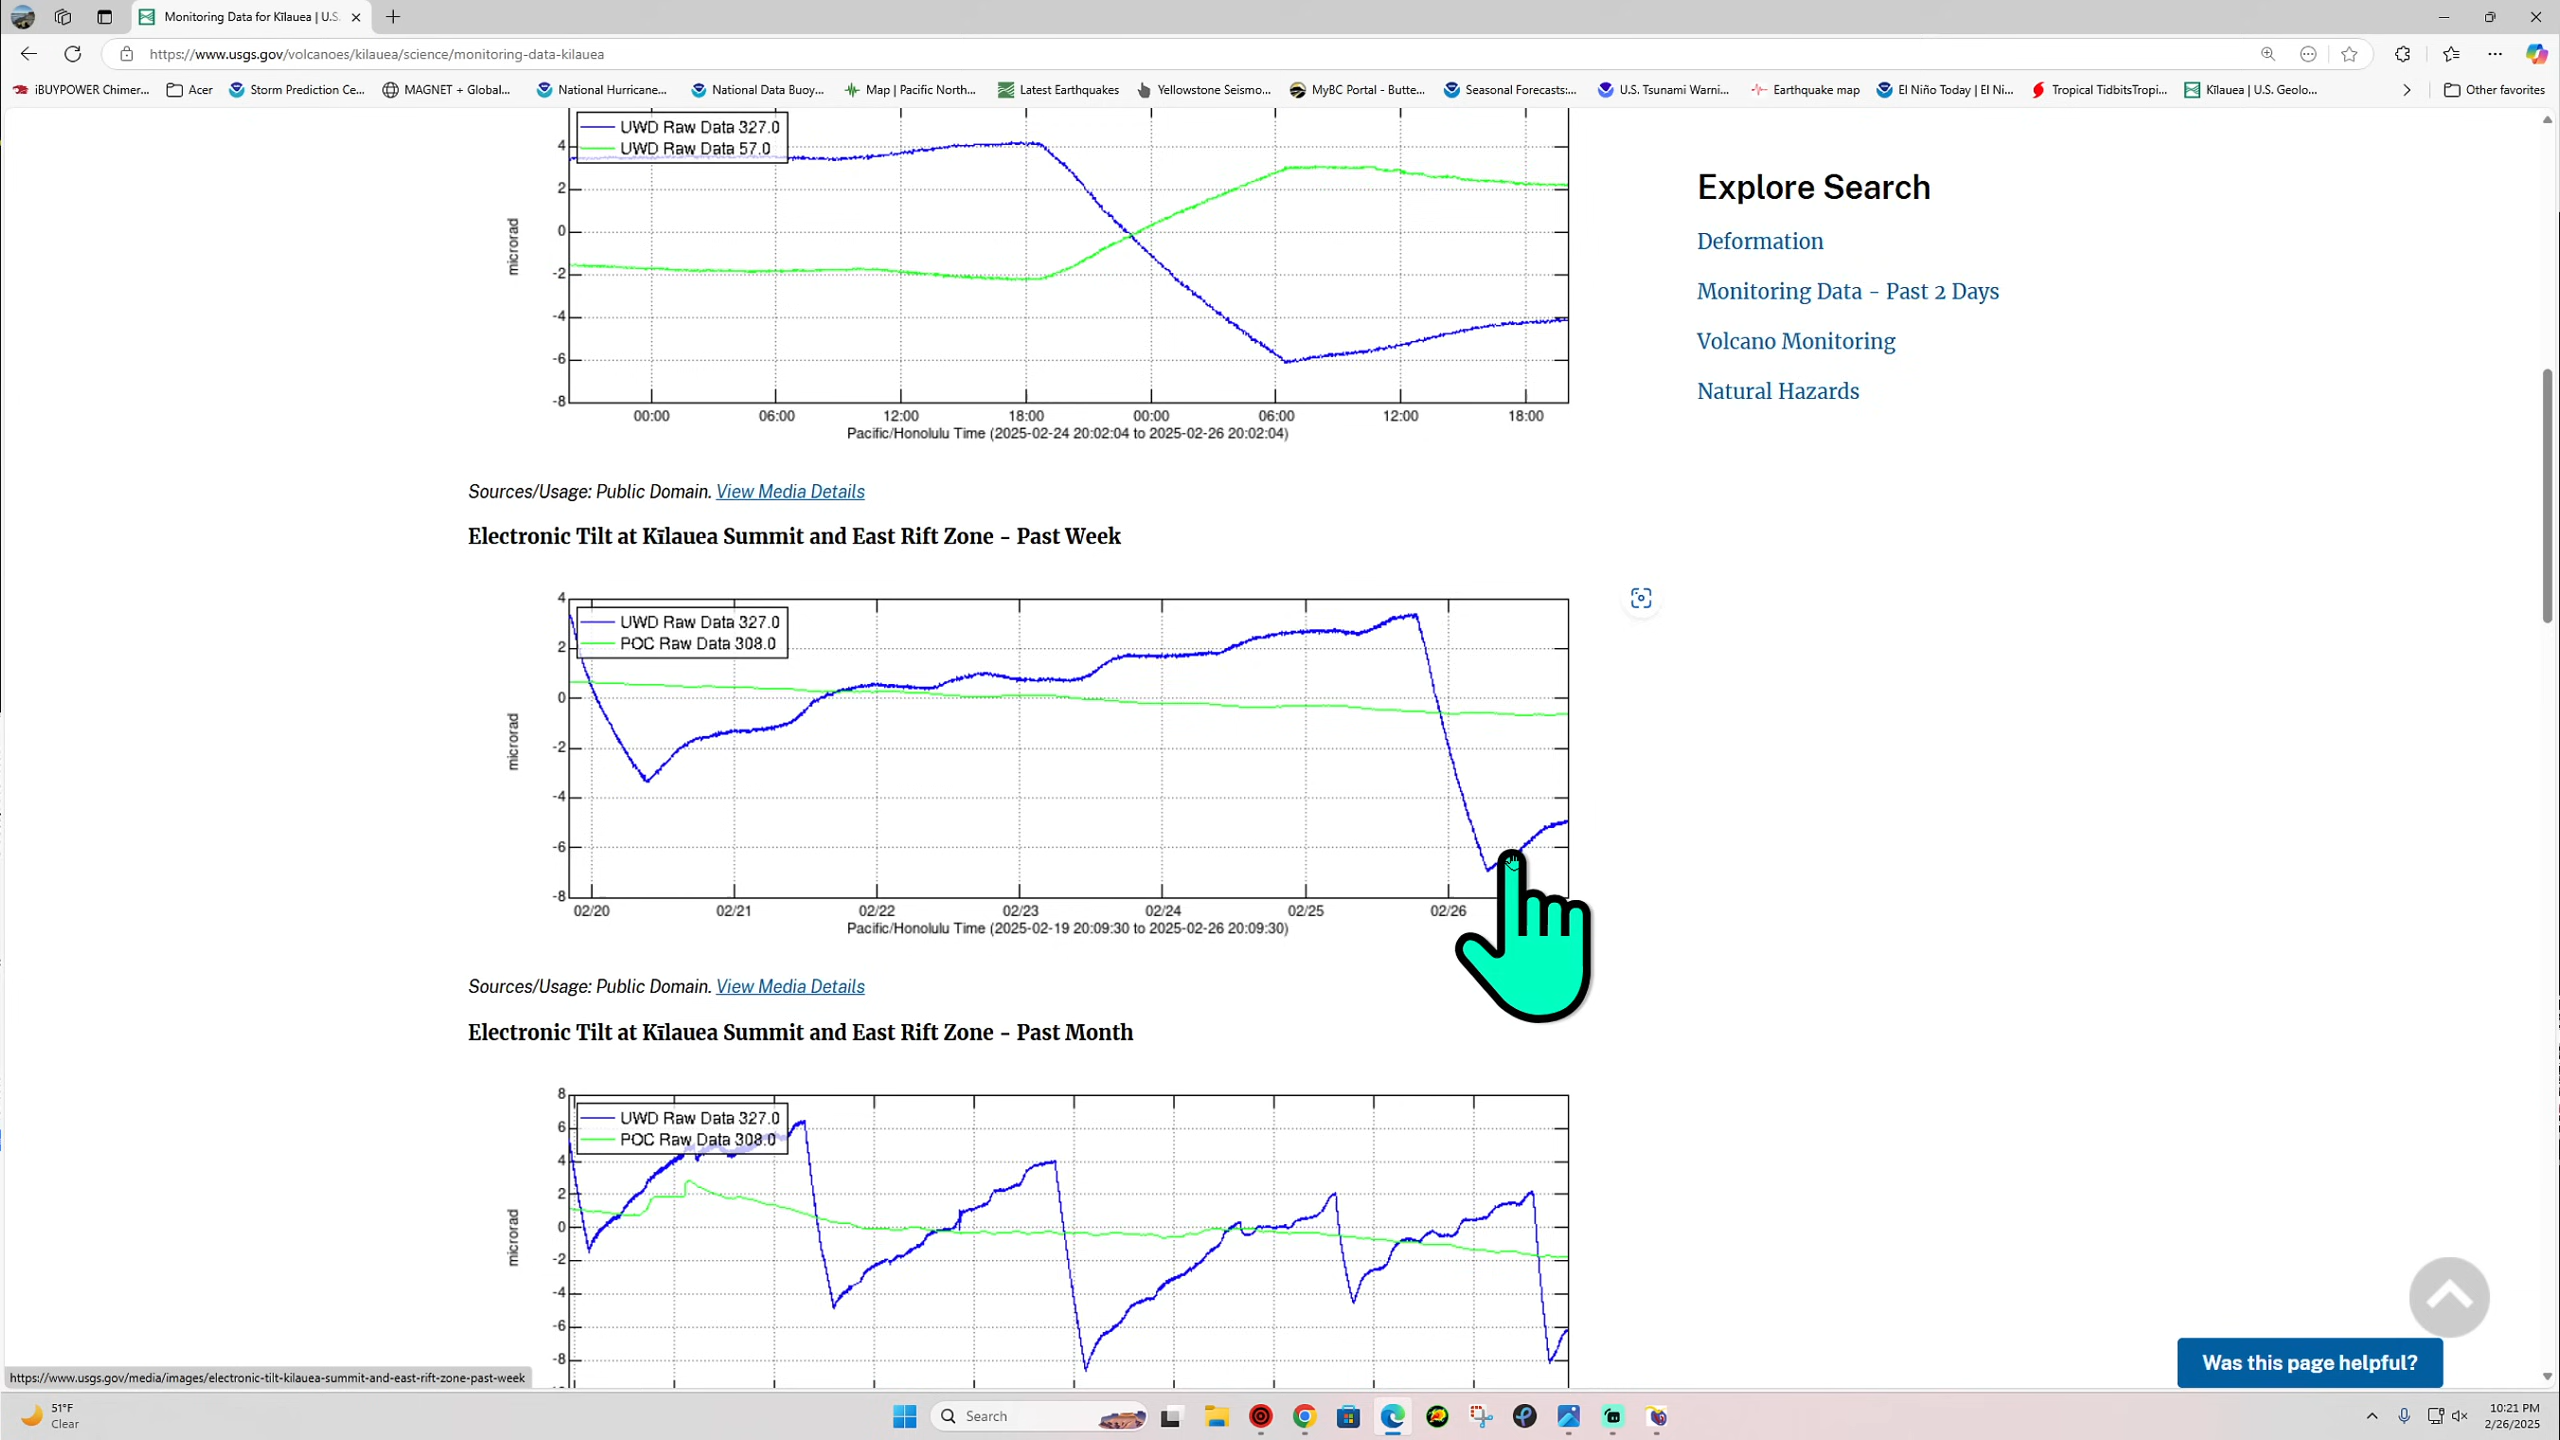 Monitoring Data for Kīlauea | U.S.
https://www.usgs.gov/volcanoes/kilauea/science/monitoring-data-kilauea
iBUYPOWER Chimer... Acer Storm Prediction Ce... MAGNET + Global... National Hurricane... National Data Buoy... Map | Pacific North... Latest Earthquakes Yellowstone Seismo... MyBC Portal - Butte... Seasonal Forecasts:... U.S. Tsunami Warni... Earthquake map El Niño Today | El Ni... Tropical TidbitsTropi... Kīlauea | U.S. Geolo... Other favorites
UWD Raw Data 327.0
UWD Raw Data 57.0
4
2
0
-2
-4
-6
-8
microrad
00:00 06:00 12:00 18:00 00:00 06:00 12:00 18:00
Pacific/Honolulu Time (2025-02-24 20:02:04 to 2025-02-26 20:02:04)
Explore Search
Deformation
Monitoring Data - Past 2 Days
Volcano Monitoring
Natural Hazards
Sources/Usage: Public Domain. View Media Details
Electronic Tilt at Kīlauea Summit and East Rift Zone - Past Week
UWD Raw Data 327.0
POC Raw Data 308.0
4
2
0
-2
-4
-6
-8
microrad
02/20 02/21 02/22 02/23 02/24 02/25 02/26
Pacific/Honolulu Time (2025-02-19 20:09:30 to 2025-02-26 20:09:30)
Sources/Usage: Public Domain. View Media Details
Electronic Tilt at Kīlauea Summit and East Rift Zone - Past Month
UWD Raw Data 327.0
POC Raw Data 308.0
8
6
4
2
0
-2
-4
-6
-8
microrad
Was this page helpful?
https://www.usgs.gov/media/images/electronic-tilt-kilauea-summit-and-east-rift-zone-past-week
51°F
Clear
Search
10:21 PM
2/26/2025